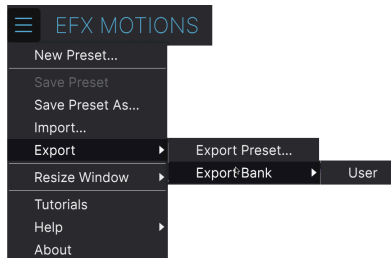 EFX MOTIONS
New Preset...
Save Preset
Save Preset As...
Import...
Export
Export Preset...
Resize Window
Export Bank
User
Tutorials
Help
About